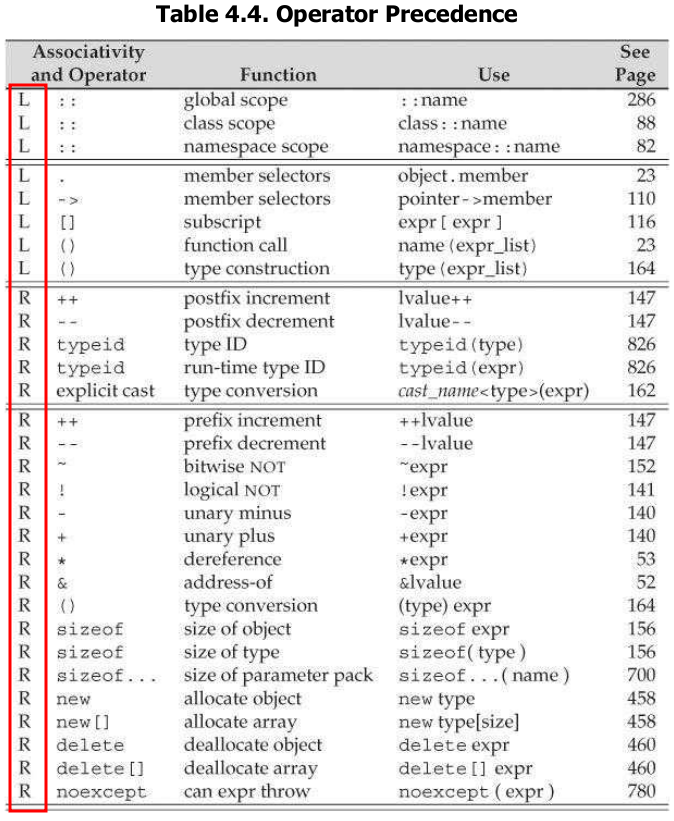 Table 4.4. Operator Precedence
Associativity and Operator Function Use See Page
L :: global scope ::name 286
L :: class scope class::name 88
L :: namespace scope namespace::name 82
L . member selectors object.member 23
L -> member selectors pointer->member 110
L [] subscript expr[ expr ] 116
L () function call name(expr_list) 23
L () type construction type(expr_list) 164
R ++ postfix increment lvalue++ 147
R -- postfix decrement lvalue-- 147
R typeid type ID typeid(type) 826
R typeid run-time type ID typeid(expr) 826
R explicit cast type conversion cast_name<type>(expr) 162
R ++ prefix increment ++lvalue 147
R -- prefix decrement --lvalue 147
R ~ bitwise NOT ~expr 152
R ! logical NOT !expr 141
R - unary minus -expr 140
R + unary plus +expr 140
R * dereference *expr 53
R & address-of &lvalue 52
R () type conversion (type) expr 164
R sizeof size of object sizeof expr 156
R sizeof size of type sizeof( type ) 156
R sizeof... size of parameter pack sizeof...( name ) 700
R new allocate object new type 458
R new[] allocate array new type[size] 458
R delete deallocate object delete expr 460
R delete[] deallocate array delete[] expr 460
R noexcept can expr throw noexcept ( expr ) 780